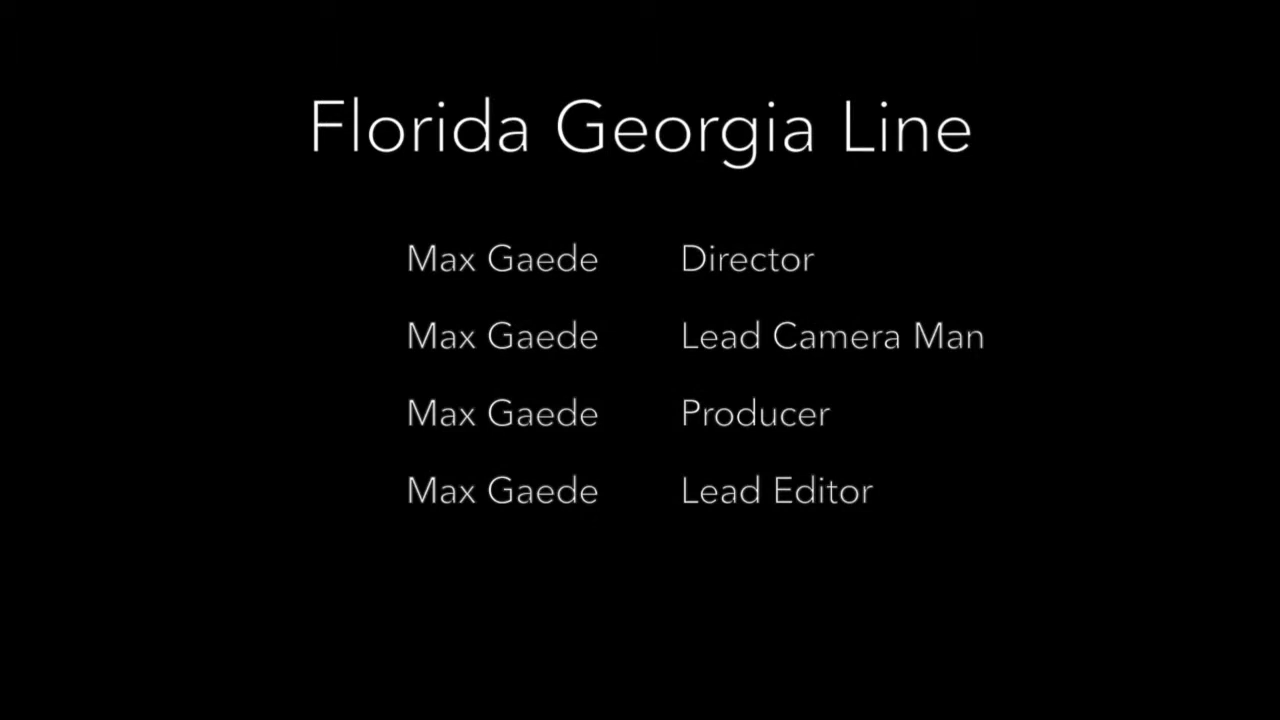 Florida Georgia Line
Max Gaede Director
Max Gaede Lead Camera Man
Max Gaede Producer
Max Gaede Lead Editor